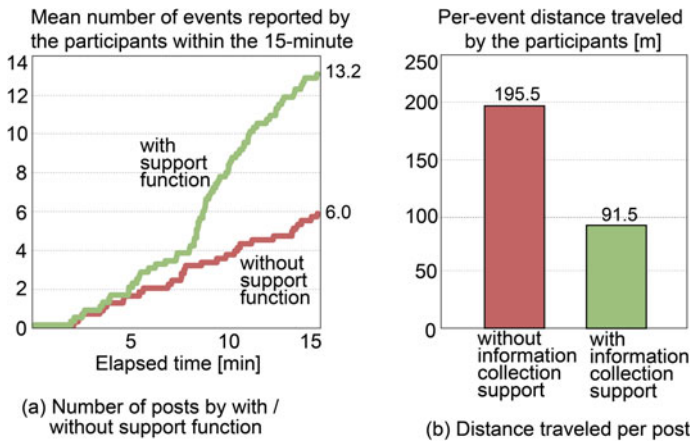 Mean number of events reported by
the participants within the 15-minute
14
12
10
8
6
4
2
0
13.2
with
support
function
6.0
without
support
function
5
10
15
Elapsed time [min]
(a) Number of posts by with /
without support function
Per-event distance traveled
by the participants [m]
250
200
150
100
50
0
195.5
91.5
without
information
collection
support
with
information
collection
support
(b) Distance traveled per post